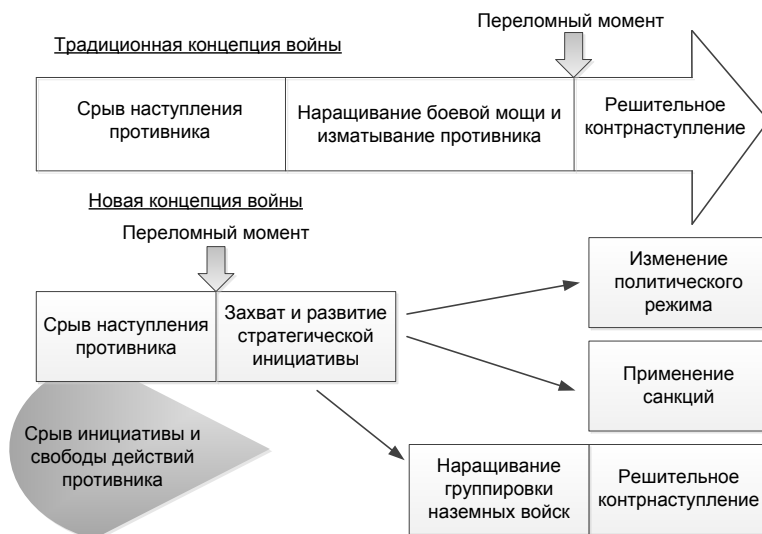 Переломный момент
Традиционная концепция войны
Срыв наступления
противника
Наращивание боевой мощи и
изматывание противника
Решительное
контрнаступление
Новая концепция войны
Переломный момент
Срыв наступления
противника
Захват и развитие
стратегической
инициативы
Изменение
политического
режима
Применение
санкций
Срыв инициативы и
свободы действий
противника
Наращивание
группировки
наземных войск
Решительное
контрнаступление